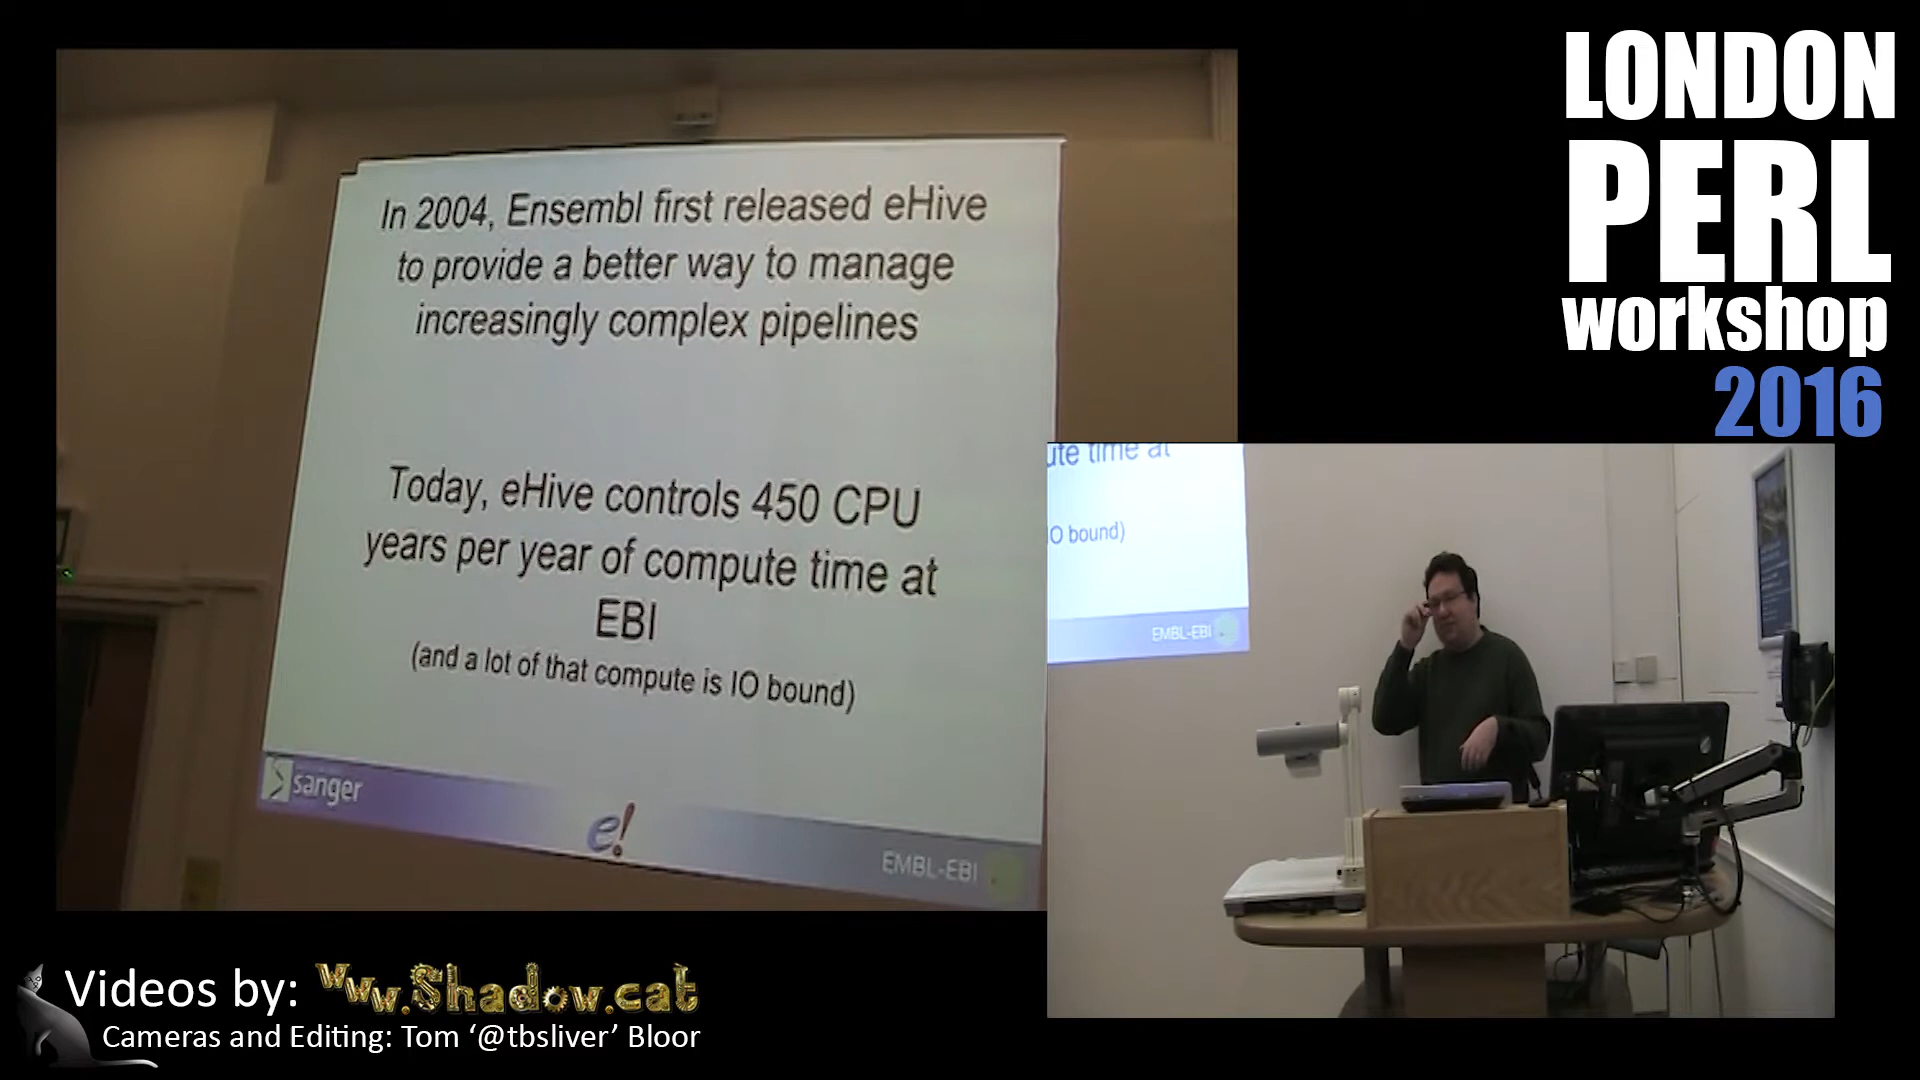 In 2004, Ensembl first released eHive
to provide a better way to manage
increasingly complex pipelines
Today, eHive controls 450 CPU
years per year of compute time at
EBI
(and a lot of that compute is IO bound)
sanger
e!
EMBL-EBI
LONDON
PERL
workshop
2016
ute time at
IO bound)
EMBL-EBI
Videos by: www.Shadow.cat
Cameras and Editing: Tom ‘@tbsliver’ Bloor